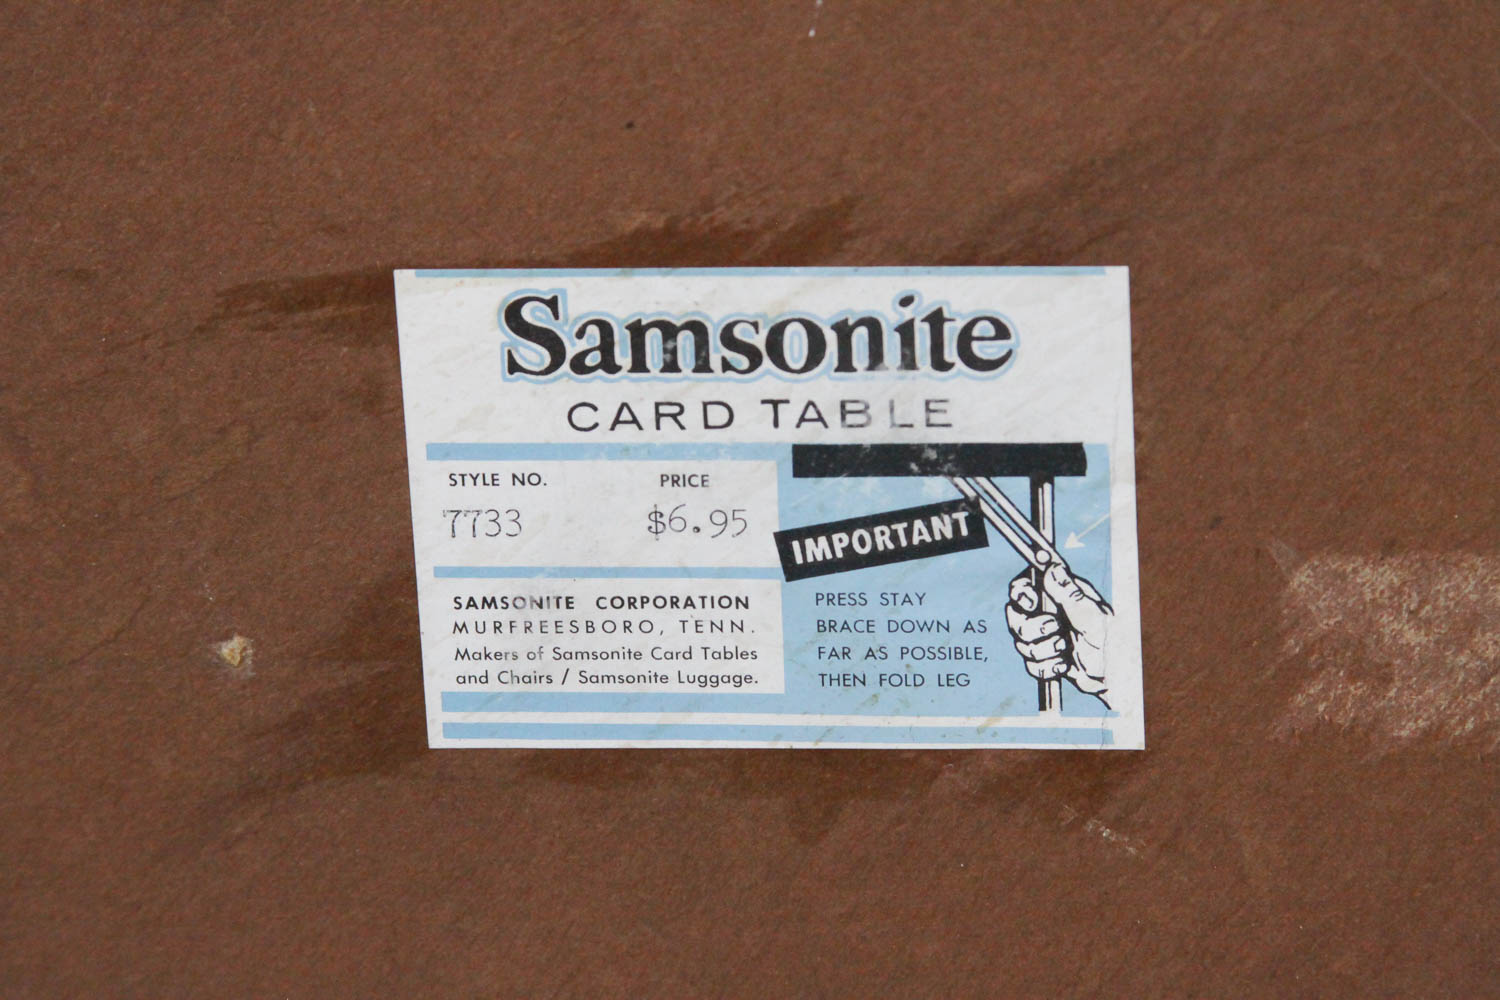 Samsonite
CARD TABLE
STYLE NO. PRICE
7733 $6.95
SAMSONITE CORPORATION
MURFREESBORO, TENN.
Makers of Samsonite Card Tables
and Chairs / Samsonite Luggage.
IMPORTANT
PRESS STAY
BRACE DOWN AS
FAR AS POSSIBLE,
THEN FOLD LEG